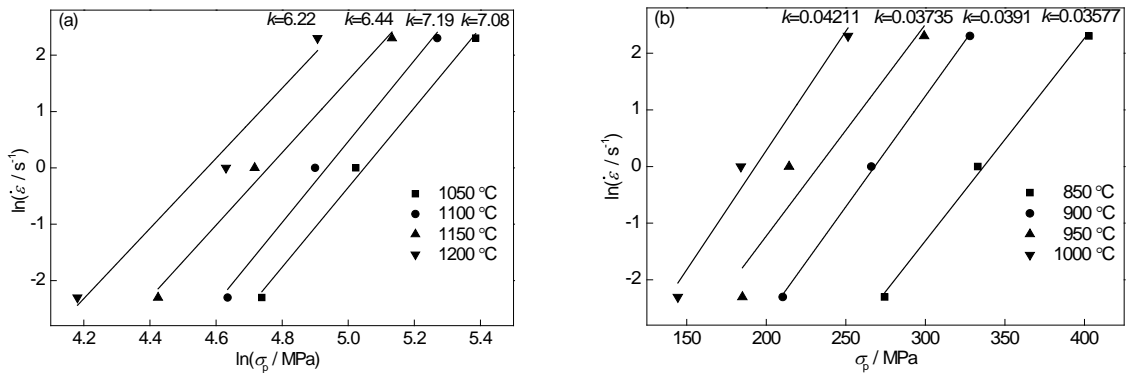 (a)
k=6.22 k=6.44 k=7.19 k=7.08
2
1
0
-1
-2
ln(ε̇ / s⁻¹)
1050 °C
1100 °C
1150 °C
1200 °C
4.2 4.4 4.6 4.8 5.0 5.2 5.4
ln(σp / MPa)
(b)
k=0.04211 k=0.03735 k=0.0391 k=0.03577
2
1
0
-1
-2
ln(ε̇ / s⁻¹)
850 °C
900 °C
950 °C
1000 °C
150 200 250 300 350 400
σp / MPa